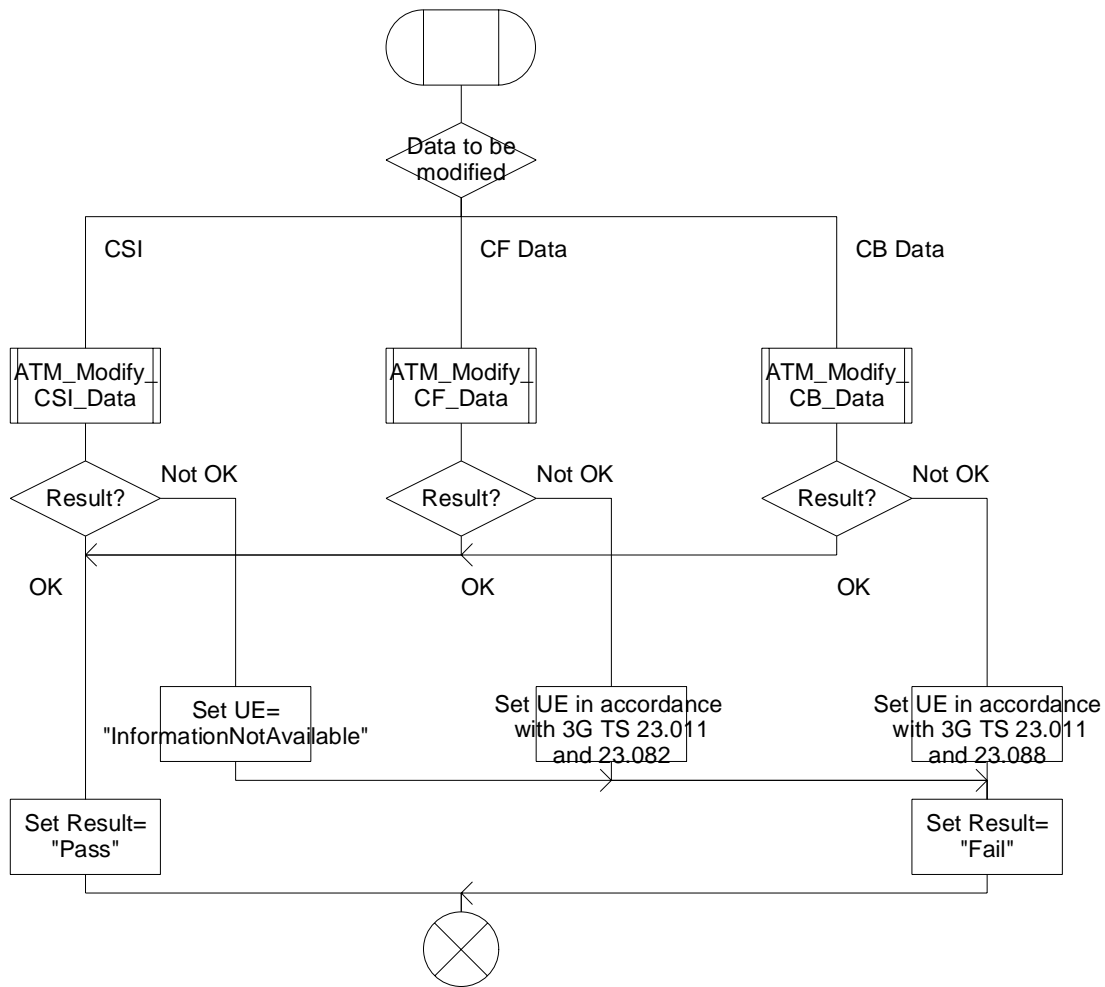 Data to be
modified
CSI
CF Data
CB Data
ATM_Modify_
CSI_Data
ATM_Modify_
CF_Data
ATM_Modify_
CB_Data
Result?
Not OK
Result?
Not OK
Result?
Not OK
OK
OK
OK
Set UE=
"InformationNotAvailable"
Set UE in accordance
with 3G TS 23.011
and 23.082
Set UE in accordance
with 3G TS 23.011
and 23.088
Set Result=
"Pass"
Set Result=
"Fail"